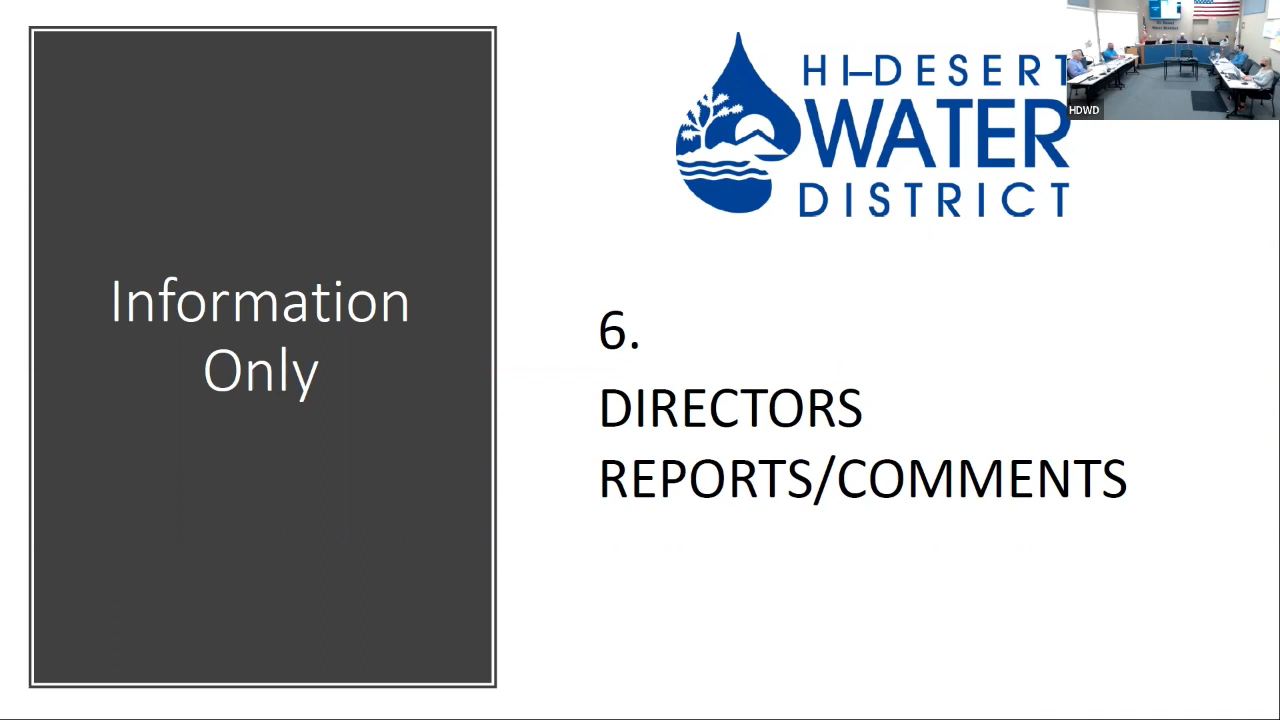 Information
Only
HI-DESERT
WATER
DISTRICT
HDWD
6.
DIRECTORS
REPORTS/COMMENTS